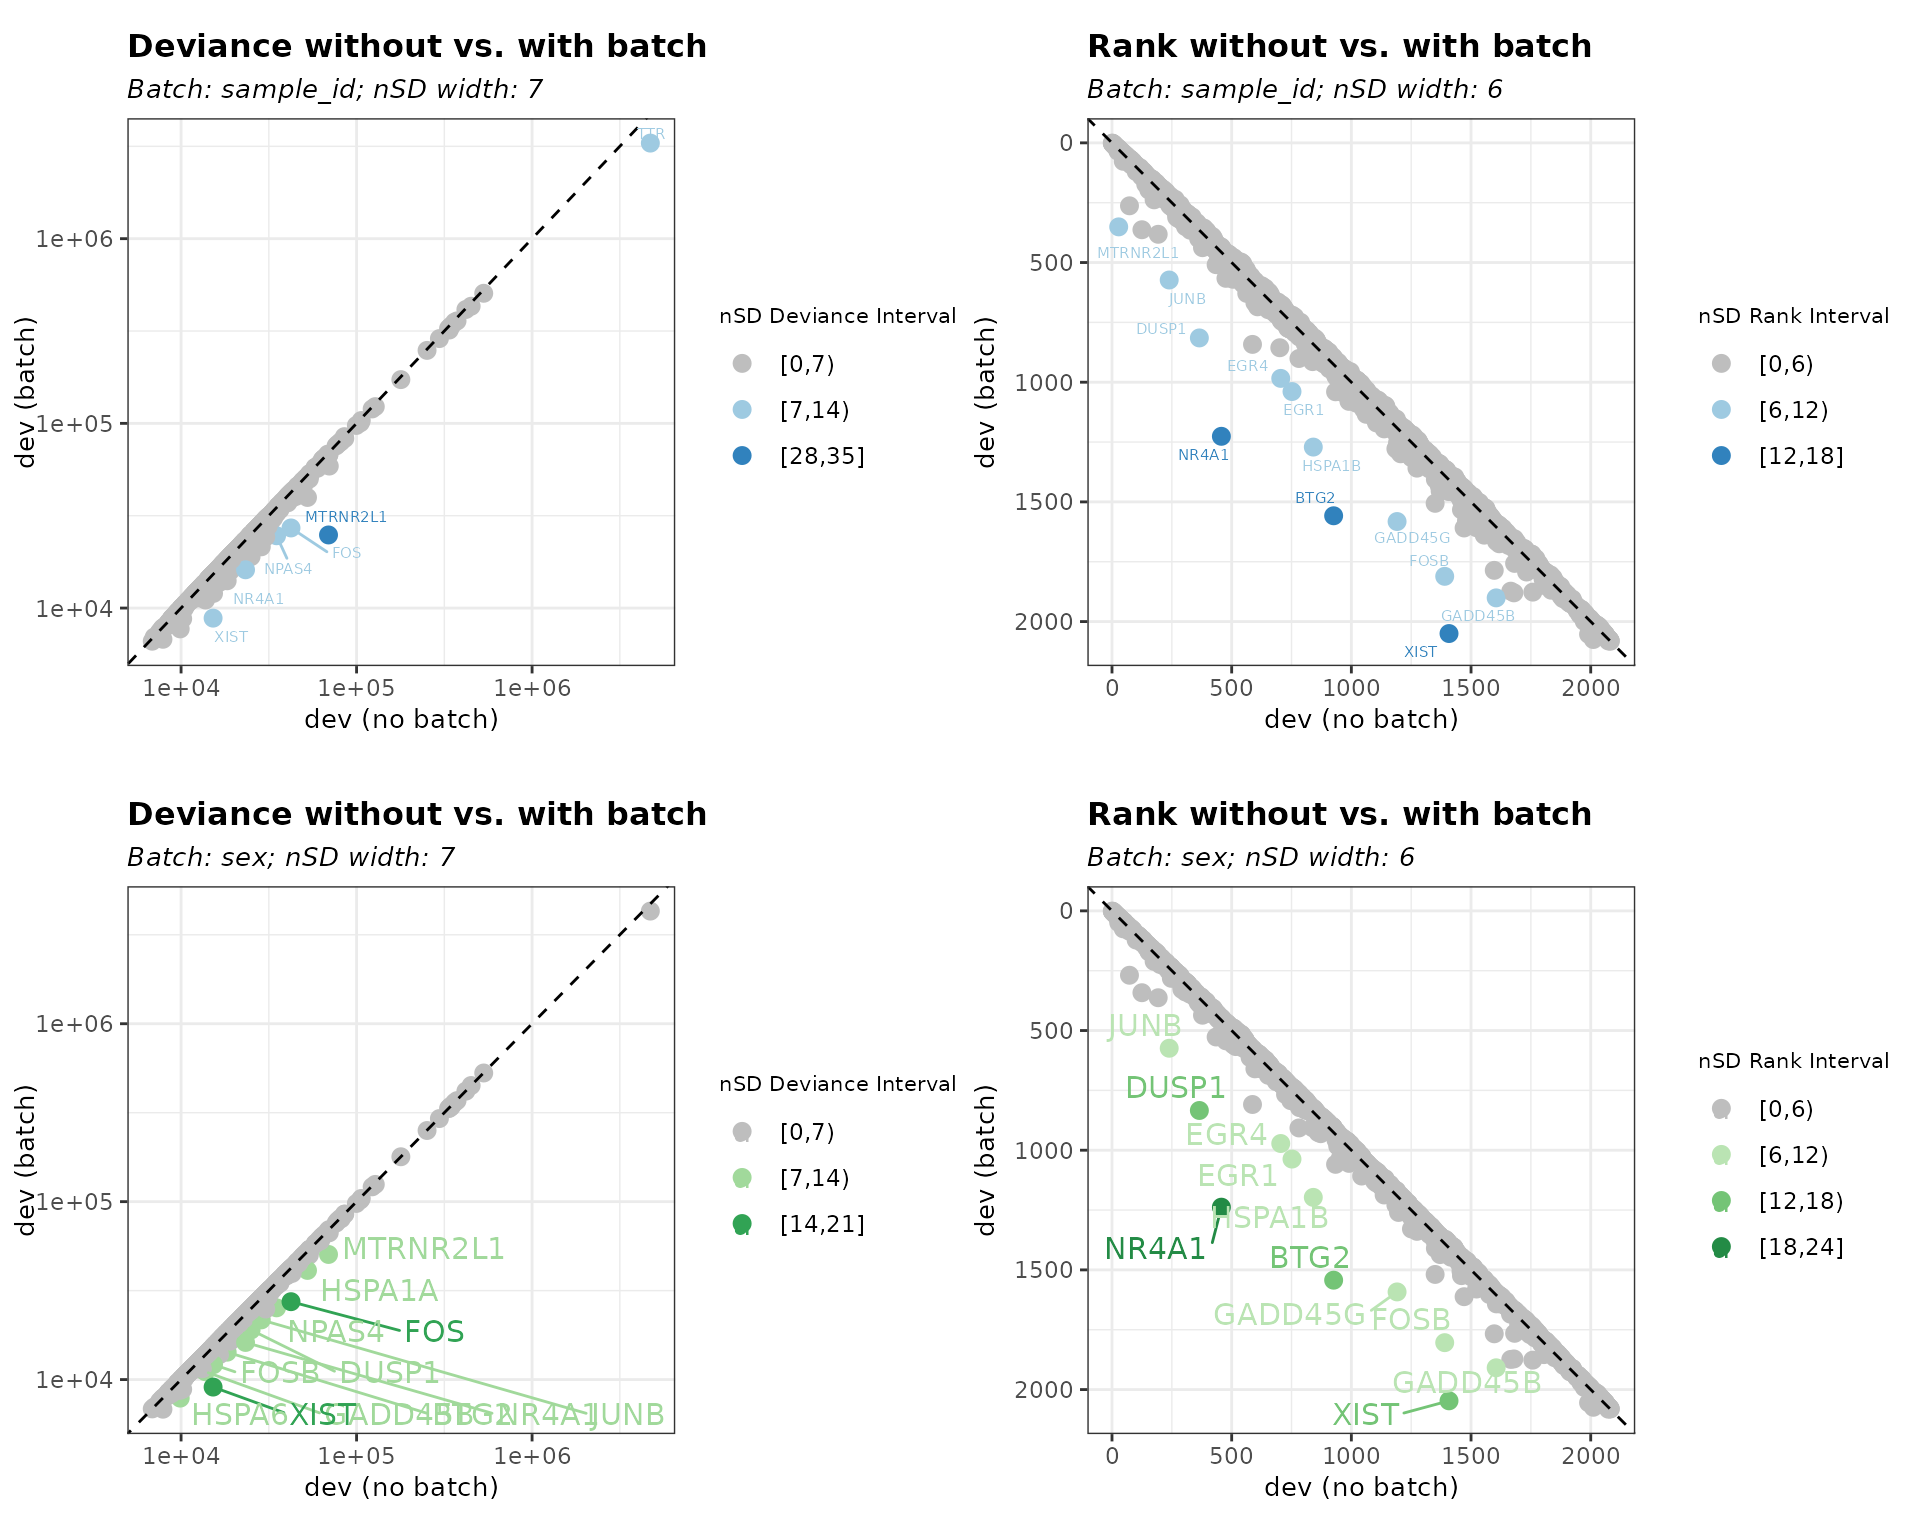 Deviance without vs. with batch
Batch: sample_id; nSD width: 7
TTR
MTRNR2L1
FOS
NPAS4
NR4A1
XIST
1e+06
1e+05
1e+04
1e+04 1e+05 1e+06
dev (no batch)
dev (batch)
nSD Deviance Interval
[0,7)
[7,14)
[28,35]
Rank without vs. with batch
Batch: sample_id; nSD width: 6
MTRNR2L1
JUNB
DUSP1
EGR4
EGR1
NR4A1
HSPA1B
BTG2
GADD45G
FOSB
GADD45B
XIST
0
500
1000
1500
2000
0 500 1000 1500 2000
dev (no batch)
dev (batch)
nSD Rank Interval
[0,6)
[6,12)
[12,18]
Deviance without vs. with batch
Batch: sex; nSD width: 7
MTRNR2L1
HSPA1A
NPAS4 FOS
FOSB DUSP1
HSPA6 XIST GADD45B BTG2 NR4A1 JUNB
1e+06
1e+05
1e+04
1e+04 1e+05 1e+06
dev (no batch)
dev (batch)
nSD Deviance Interval
[0,7)
[7,14)
[14,21]
Rank without vs. with batch
Batch: sex; nSD width: 6
JUNB
DUSP1
EGR4
EGR1
HSPA1B
NR4A1
BTG2
GADD45G FOSB
GADD45B
XIST
0
500
1000
1500
2000
0 500 1000 1500 2000
dev (no batch)
dev (batch)
nSD Rank Interval
[0,6)
[6,12)
[12,18)
[18,24]